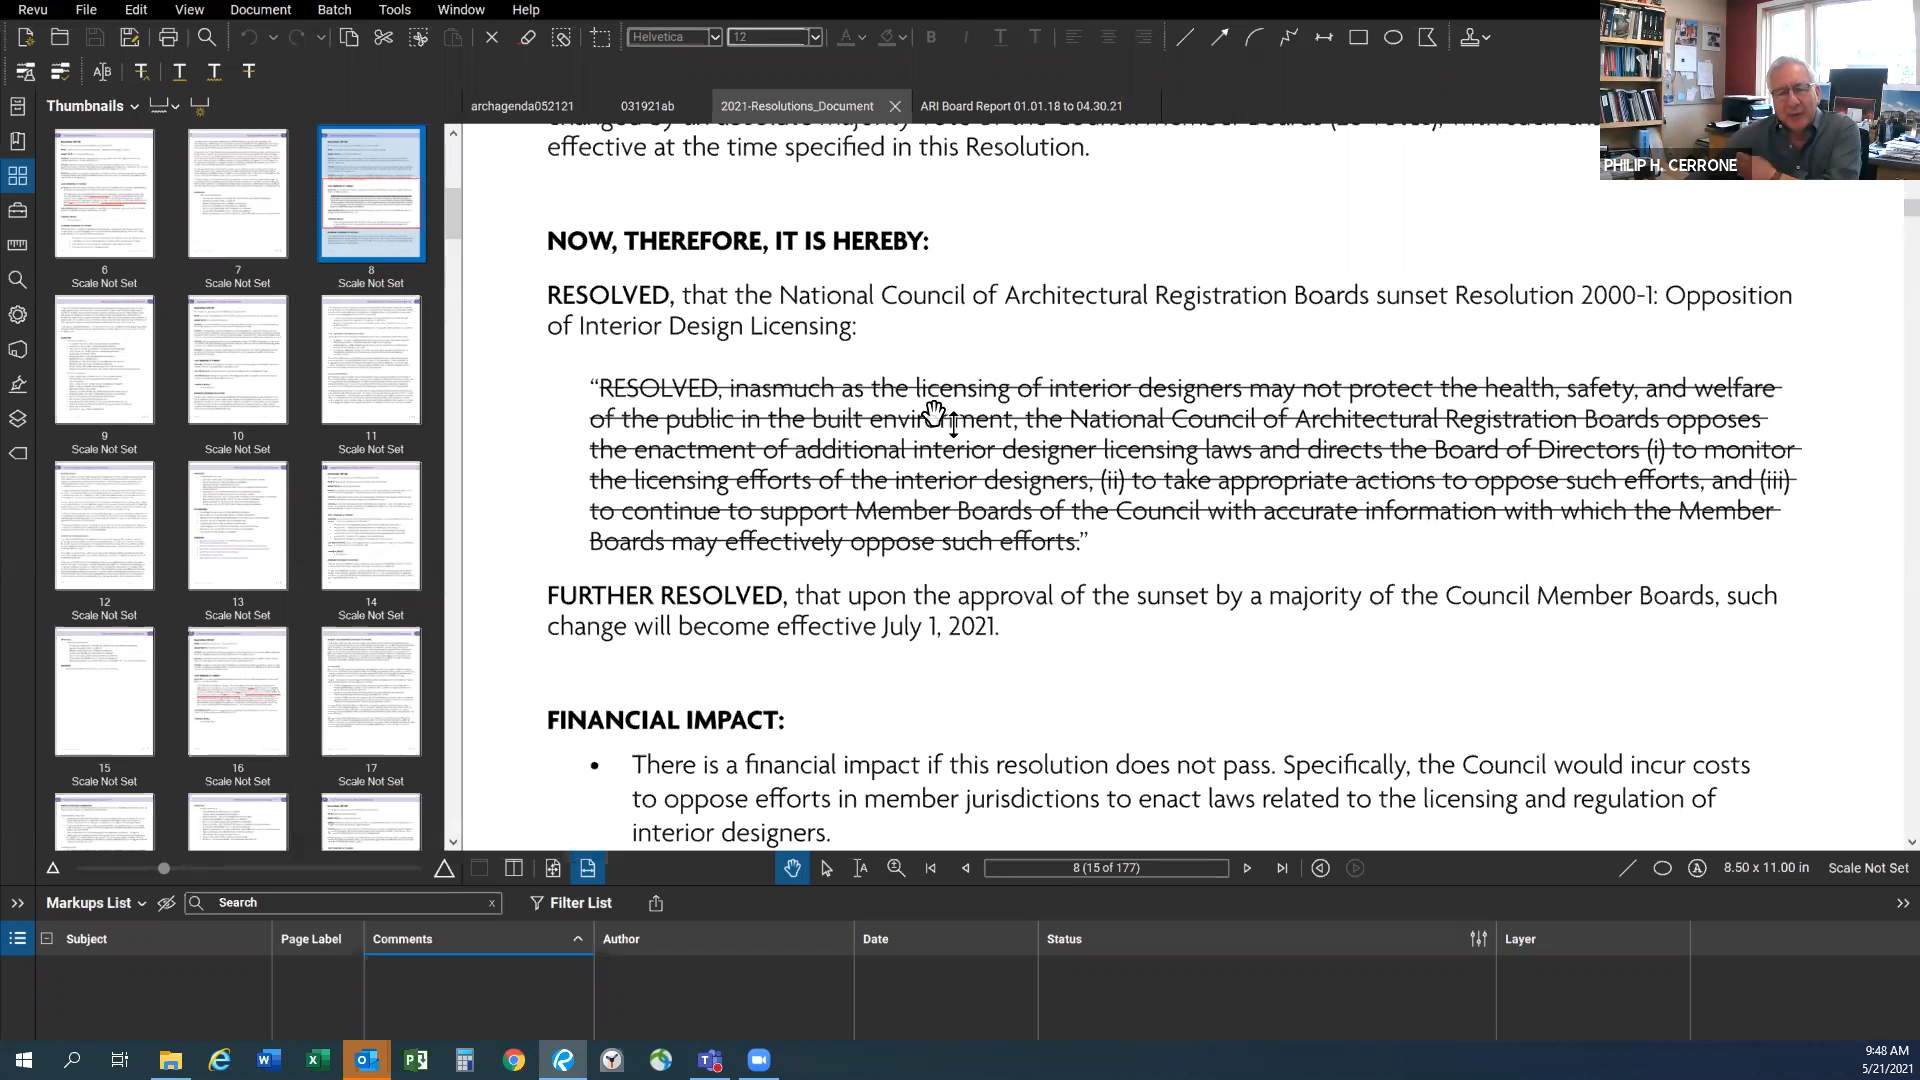 Revu File Edit View Document Batch Tools Window Help
Helvetica 12
Thumbnails
archagenda052121 031921ab 2021-Resolutions_Document ARI Board Report 01.01.18 to 04.30.21
PHILIP H. CERRONE
effective at the time specified in this Resolution.
NOW, THEREFORE, IT IS HEREBY:
RESOLVED, that the National Council of Architectural Registration Boards sunset Resolution 2000-1: Opposition
of Interior Design Licensing:
“RESOLVED, inasmuch as the licensing of interior designers may not protect the health, safety, and welfare
of the public in the built environment, the National Council of Architectural Registration Boards opposes
the enactment of additional interior designer licensing laws and directs the Board of Directors (i) to monitor
the licensing efforts of the interior designers, (ii) to take appropriate actions to oppose such efforts, and (iii)
to continue to support Member Boards of the Council with accurate information with which the Member
Boards may effectively oppose such efforts.”
FURTHER RESOLVED, that upon the approval of the sunset by a majority of the Council Member Boards, such
change will become effective July 1, 2021.
FINANCIAL IMPACT:
• There is a financial impact if this resolution does not pass. Specifically, the Council would incur costs
to oppose efforts in member jurisdictions to enact laws related to the licensing and regulation of
interior designers.
6 7 8
Scale Not Set Scale Not Set Scale Not Set
9 10 11
Scale Not Set Scale Not Set Scale Not Set
12 13 14
Scale Not Set Scale Not Set Scale Not Set
15 16 17
Scale Not Set Scale Not Set Scale Not Set
8 (15 of 177) 8.50 x 11.00 in Scale Not Set
Markups List Search x Filter List
Subject Page Label Comments Author Date Status Layer
9:48 AM
5/21/2021